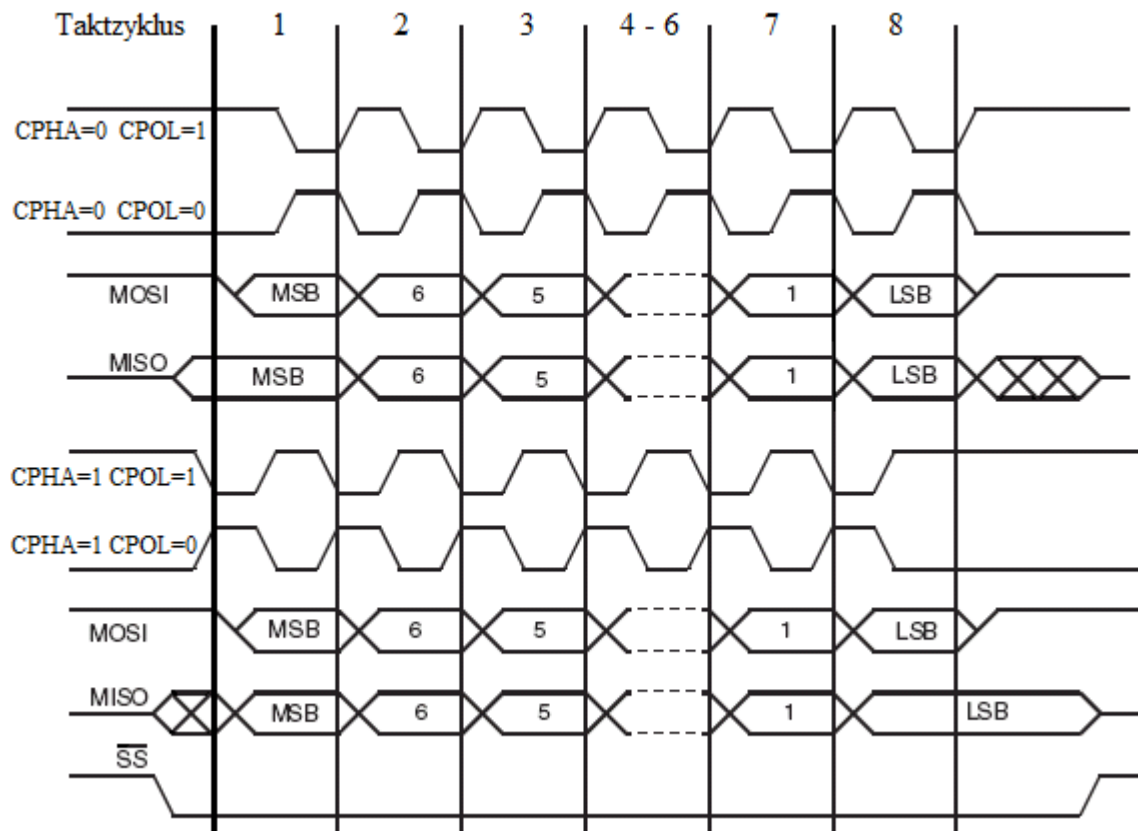 Taktzyklus 1 2 3 4 - 6 7 8
CPHA=0 CPOL=1
CPHA=0 CPOL=0
MOSI MSB 6 5 1 LSB
MISO MSB 6 5 1 LSB
CPHA=1 CPOL=1
CPHA=1 CPOL=0
MOSI MSB 6 5 1 LSB
MISO MSB 6 5 1 LSB
S̅S̅